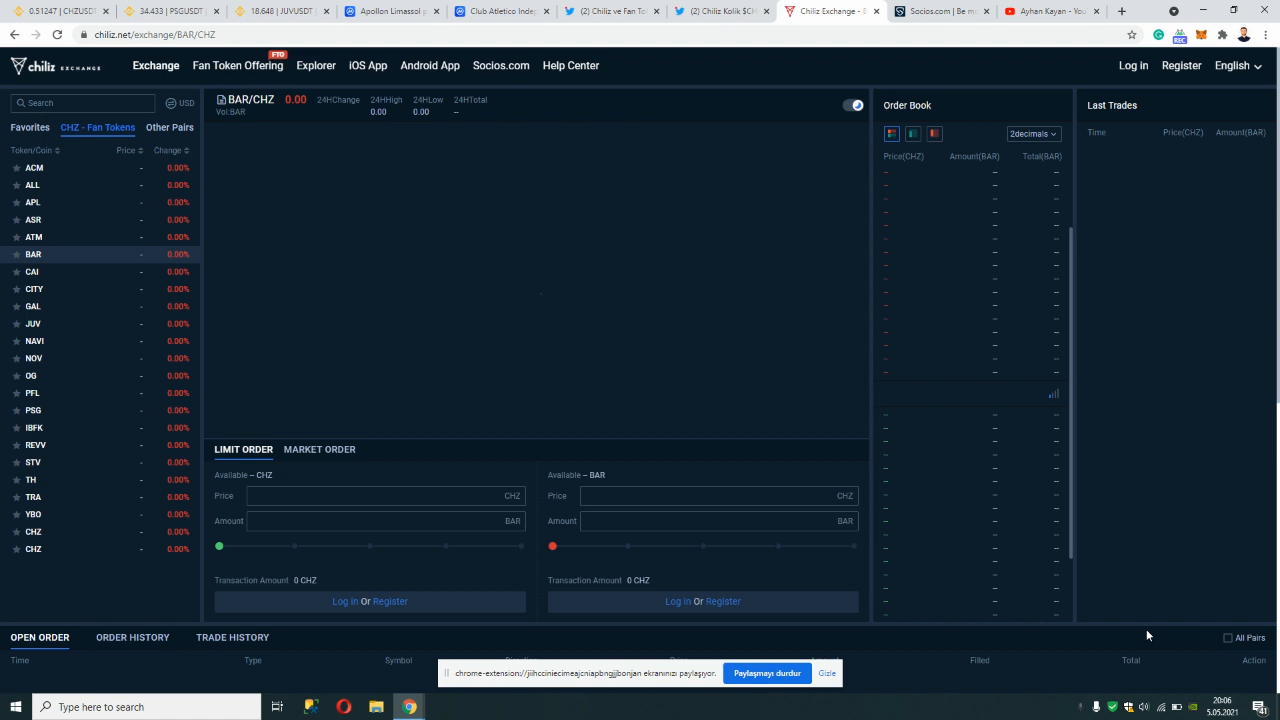 0.51247 | CHZUSDT
34.433 | PSGUSDT |
18.648 | JUVUSDT |
Apollon Limassol
Club Atletico Inde
(2) Chiliz ve Fan To
(2) Chiliz Kolik $CH
Chiliz Exchange - B
Socios.com | Be m
Ayhan Kayan - You
chiliz.net/exchange/BAR/CHZ
REC
chiliz EXCHANGE
Exchange
Fan Token Offering
FTO
Explorer
iOS App
Android App
Socios.com
Help Center
Log in
Register
English
Search
USD
Favorites
CHZ - Fan Tokens
Other Pairs
Token/Coin Price Change
ACM - 0.00%
ALL - 0.00%
APL - 0.00%
ASR - 0.00%
ATM - 0.00%
BAR - 0.00%
CAI - 0.00%
CITY - 0.00%
GAL - 0.00%
JUV - 0.00%
NAVI - 0.00%
NOV - 0.00%
OG - 0.00%
PFL - 0.00%
PSG - 0.00%
IBFK - 0.00%
REVV - 0.00%
STV - 0.00%
TH - 0.00%
TRA - 0.00%
YBO - 0.00%
CHZ - 0.00%
CHZ - 0.00%
BAR/CHZ 0.00
Vol:BAR
24HChange
24HHigh
0.00
24HLow
0.00
24HTotal
--
LIMIT ORDER
MARKET ORDER
Available -- CHZ
Price CHZ
Amount BAR
Transaction Amount 0 CHZ
Log in Or Register
Available -- BAR
Price CHZ
Amount BAR
Transaction Amount 0 CHZ
Log in Or Register
Order Book
2decimals
Price(CHZ) Amount(BAR) Total(BAR)
Last Trades
Time Price(CHZ) Amount(BAR)
OPEN ORDER
ORDER HISTORY
TRADE HISTORY
All Pairs
Time Type Symbol Filled Total Action
chrome-extension://jiihcciniecimeajcniapbngjjbonjan ekranınızı paylaşıyor.
Paylaşmayı durdur
Gizle
Type here to search
20:06
5.05.2021
41